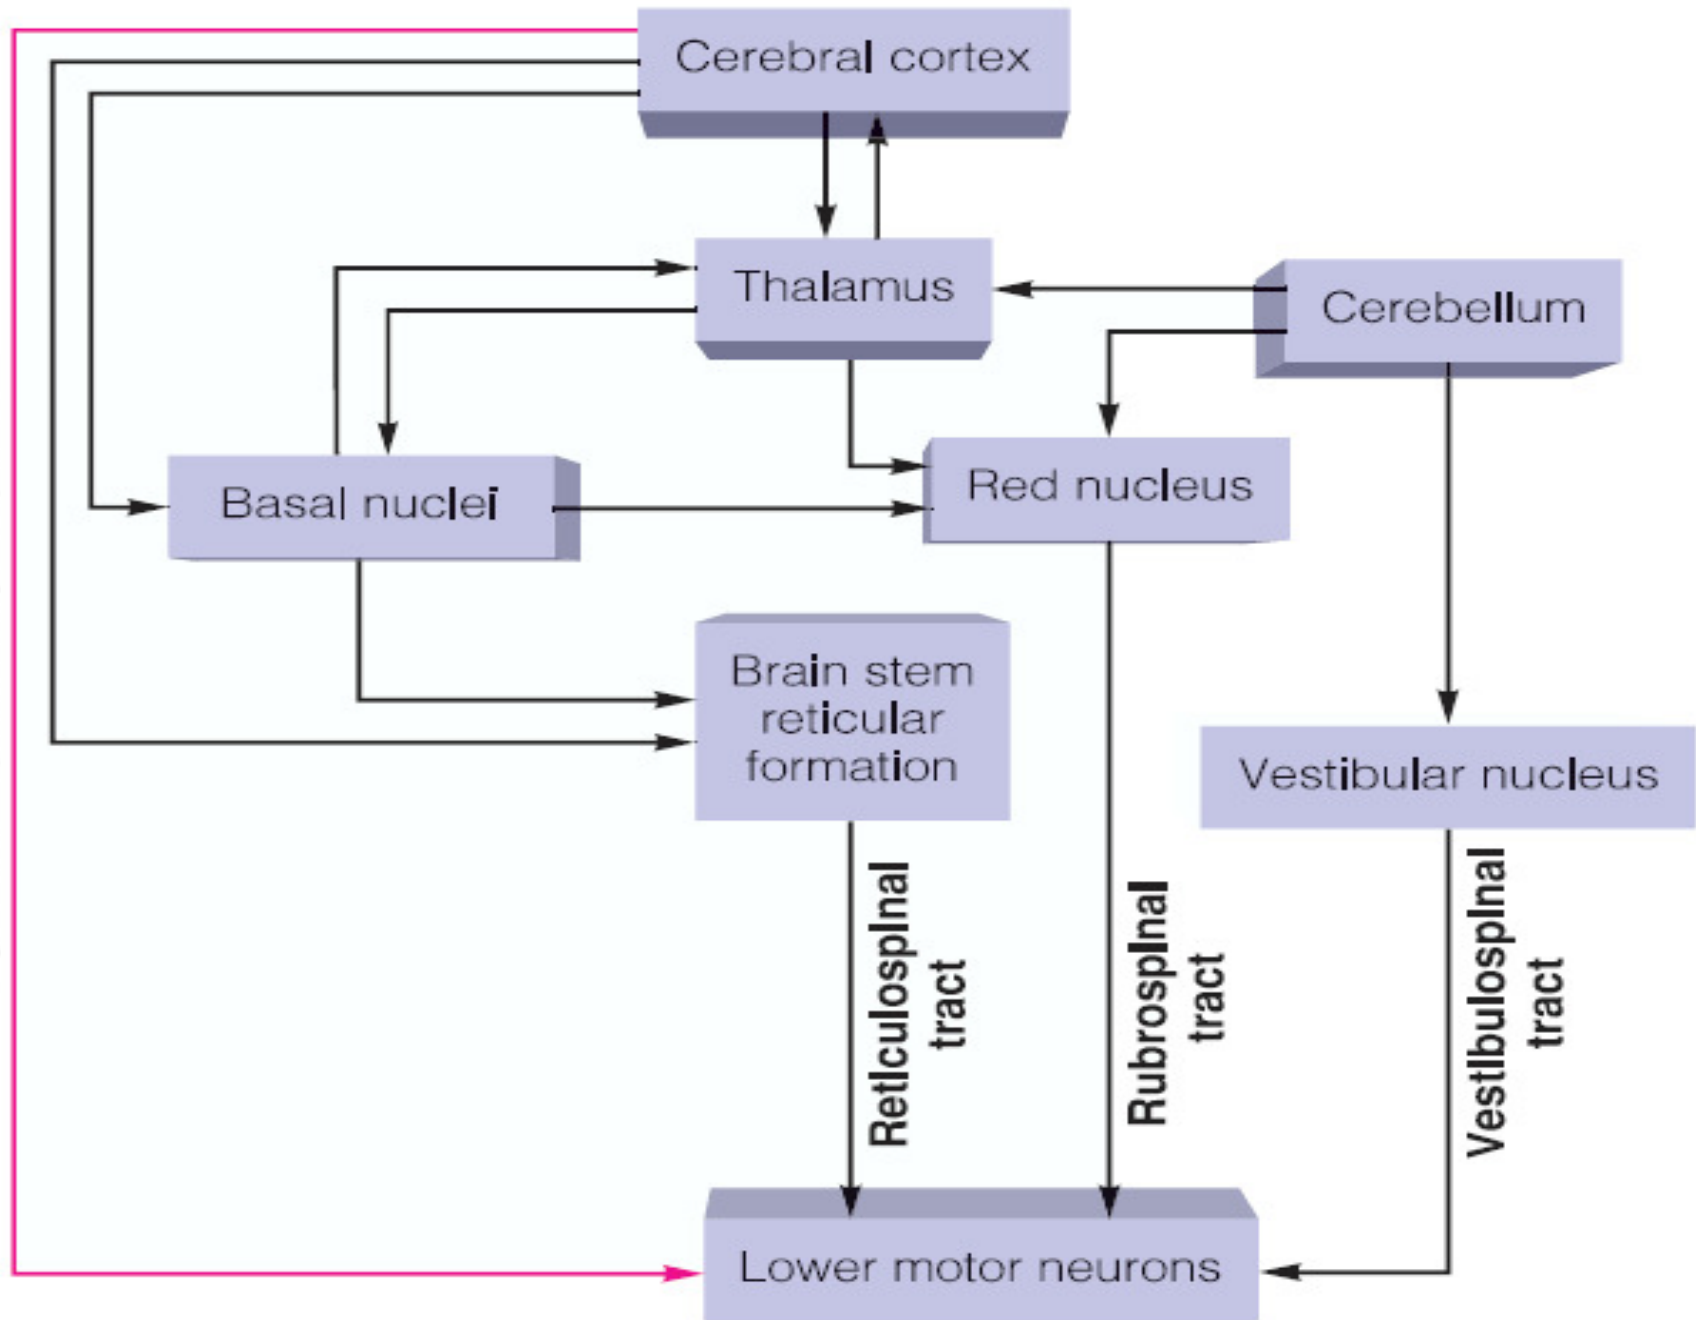 Cerebral cortex
Thalamus
Cerebellum
Basal nuclei
Red nucleus
Brain stem
reticular
formation
Vestibular nucleus
Reticulospinal
tract
Rubrospinal
tract
Vestibulospinal
tract
Lower motor neurons